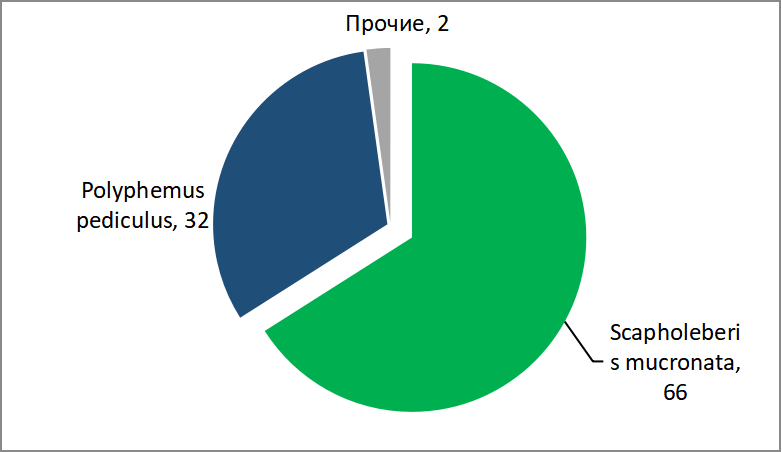 Прочие, 2
Polyphemus
pediculus, 32
Scapholeberi
s mucronata,
66